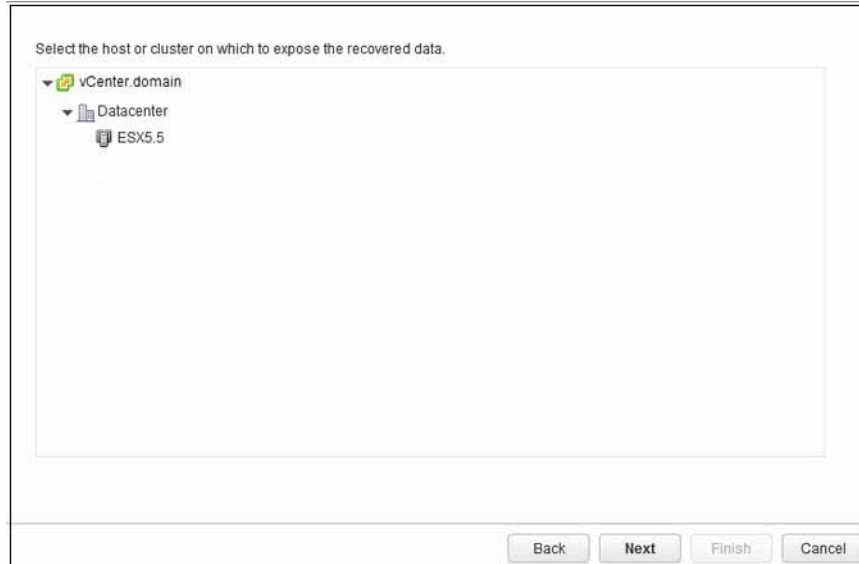 Select the host or cluster on which to expose the recovered data.
vCenter.domain
Datacenter
ESX5.5
Back Next Finish Cancel